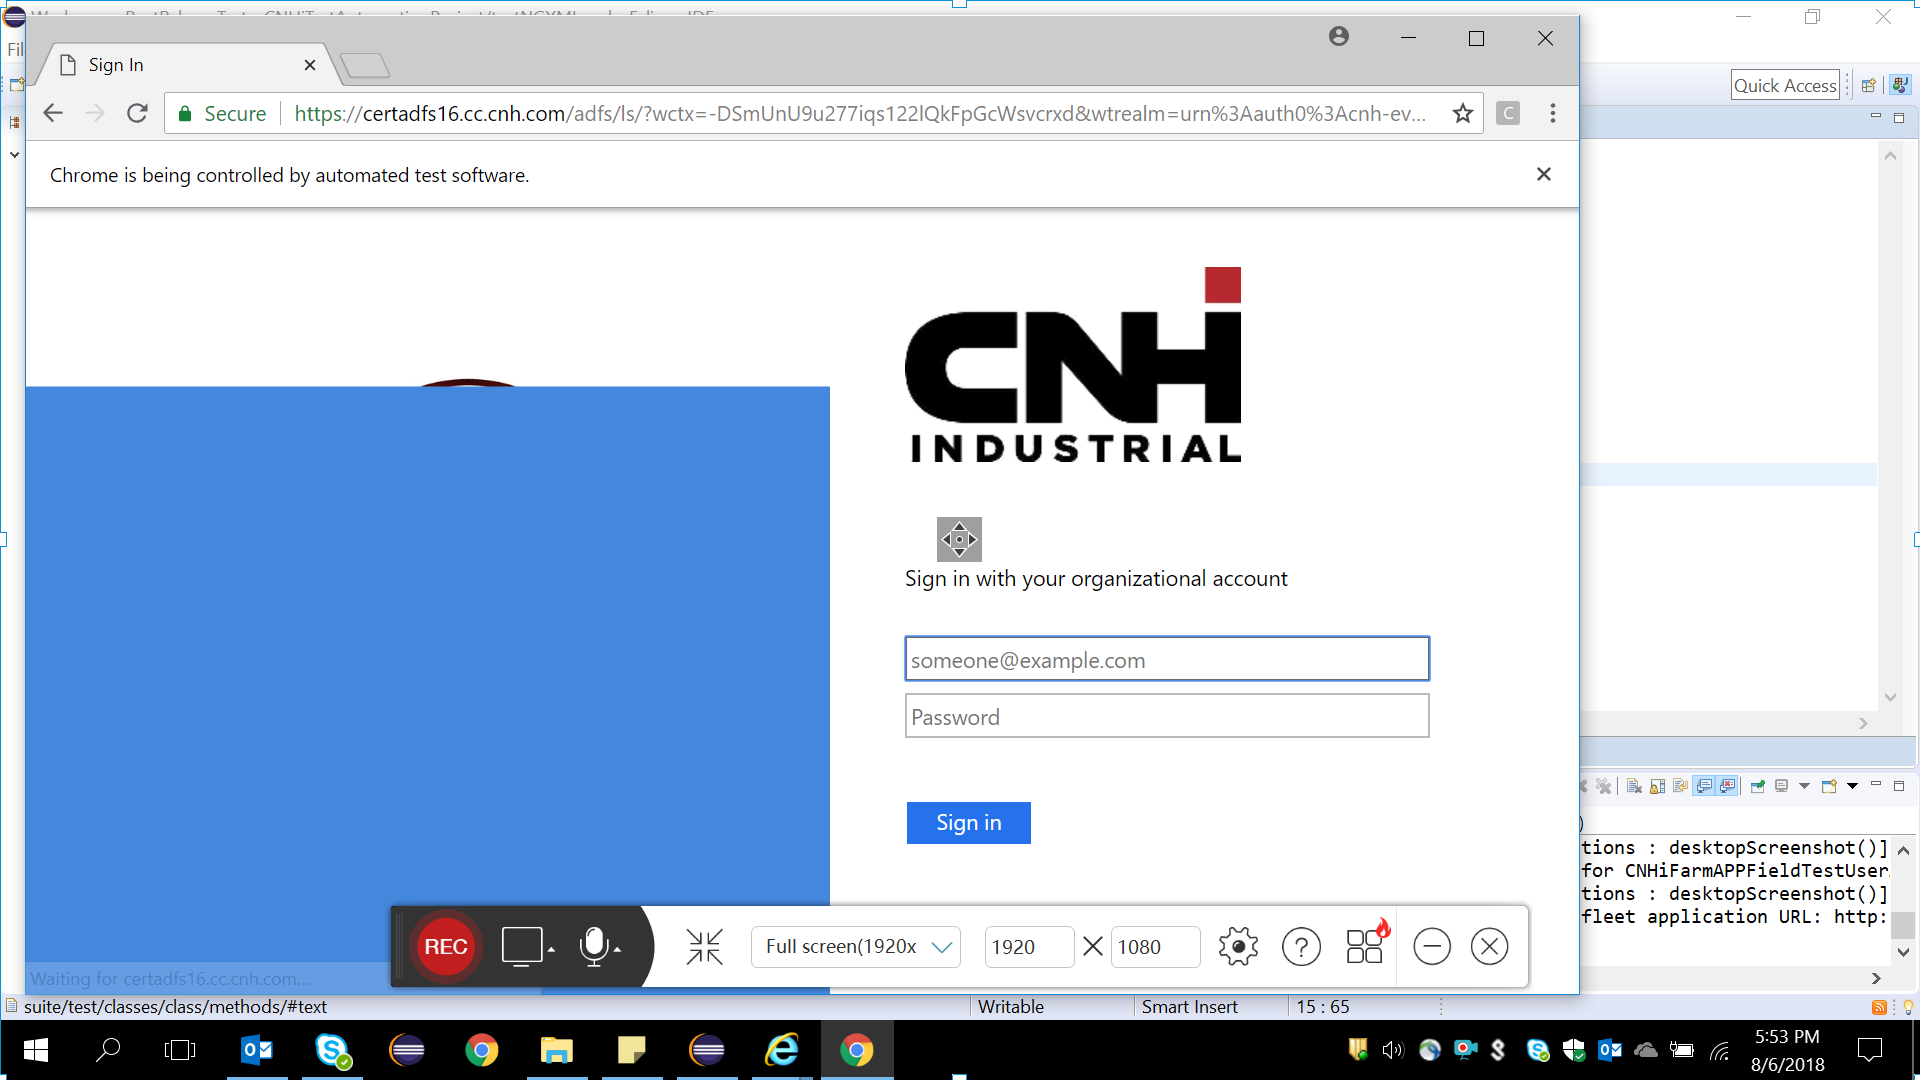 Sign In
Quick Access
Secure
https://certadfs16.cc.cnh.com/adfs/ls/?wctx=-DSmUnU9u277iqs122lQkFpGcWsvcrxd&wtrealm=urn%3Aauth0%3Acnh-ev...
C
Chrome is being controlled by automated test software.
CNH
INDUSTRIAL
Sign in with your organizational account
someone@example.com
Password
Sign in
tions : desktopScreenshot()]
for CNHiFarmAPPFieldTestUser
tions : desktopScreenshot()]
fleet application URL: http:
REC
Full screen(1920x
1920
1080
Waiting for certadfs16.cc.cnh.com...
suite/test/classes/class/methods/#text
Writable
Smart Insert
15 : 65
5:53 PM
8/6/2018